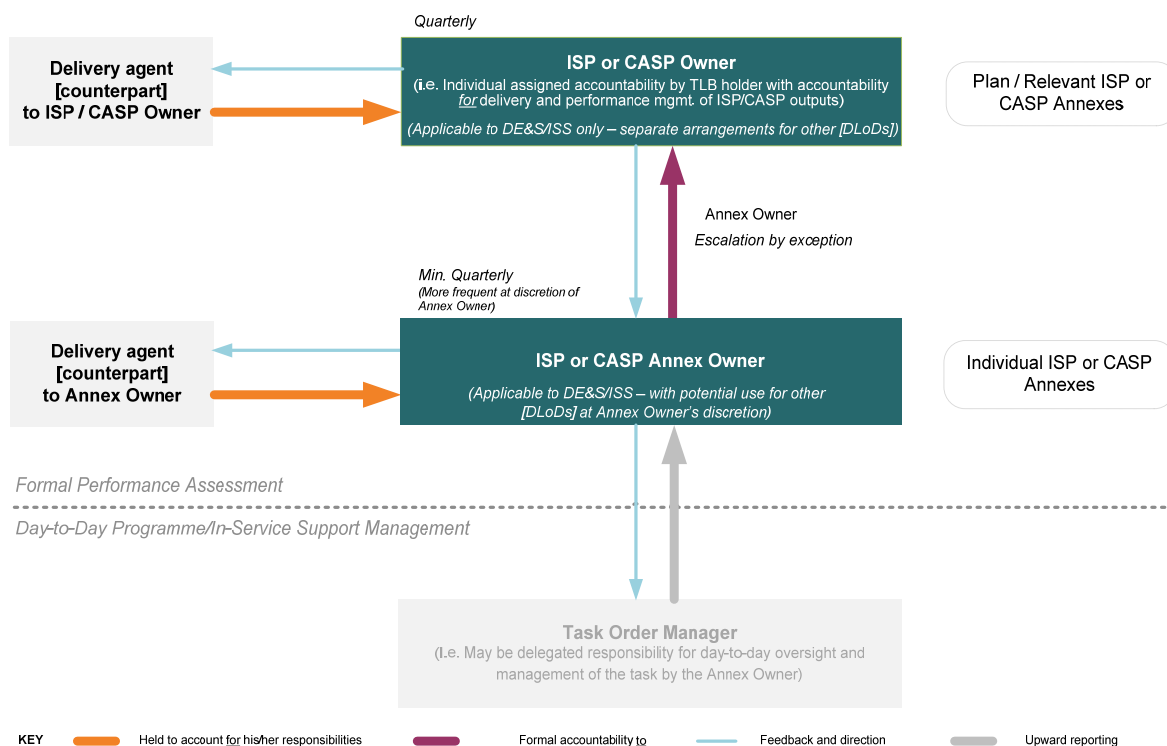 Quarterly
Delivery agent
[counterpart]
to ISP / CASP Owner
ISP or CASP Owner
(i.e. Individual assigned accountability by TLB holder with accountability
for delivery and performance mgmt. of ISP/CASP outputs)
(Applicable to DE&S/ISS only – separate arrangements for other [DLoDs])
Plan / Relevant ISP or
CASP Annexes
Annex Owner
Escalation by exception
Min. Quarterly
(More frequent at discretion of
Annex Owner)
Delivery agent
[counterpart]
to Annex Owner
ISP or CASP Annex Owner
(Applicable to DE&S/ISS – with potential use for other
[DLoDs] at Annex Owner's discretion)
Individual ISP or CASP
Annexes
Formal Performance Assessment
Day-to-Day Programme/In-Service Support Management
Task Order Manager
(I.e. May be delegated responsibility for day-to-day oversight and
management of the task by the Annex Owner)
KEY
Held to account for his/her responsibilities
Formal accountability to
Feedback and direction
Upward reporting